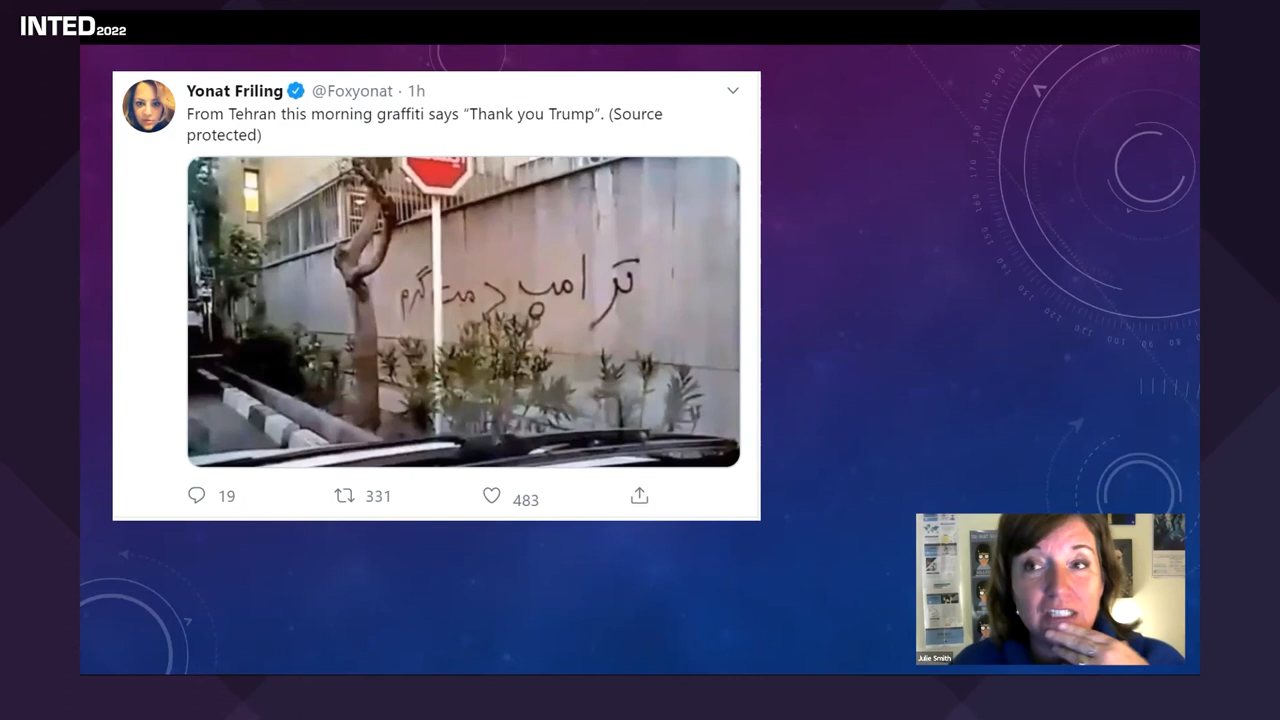 INTED2022
Yonat Friling @Foxyonat · 1h
From Tehran this morning graffiti says “Thank you Trump”. (Source
protected)
ترامپ دمت گرم
19 331 483
Julie Smith